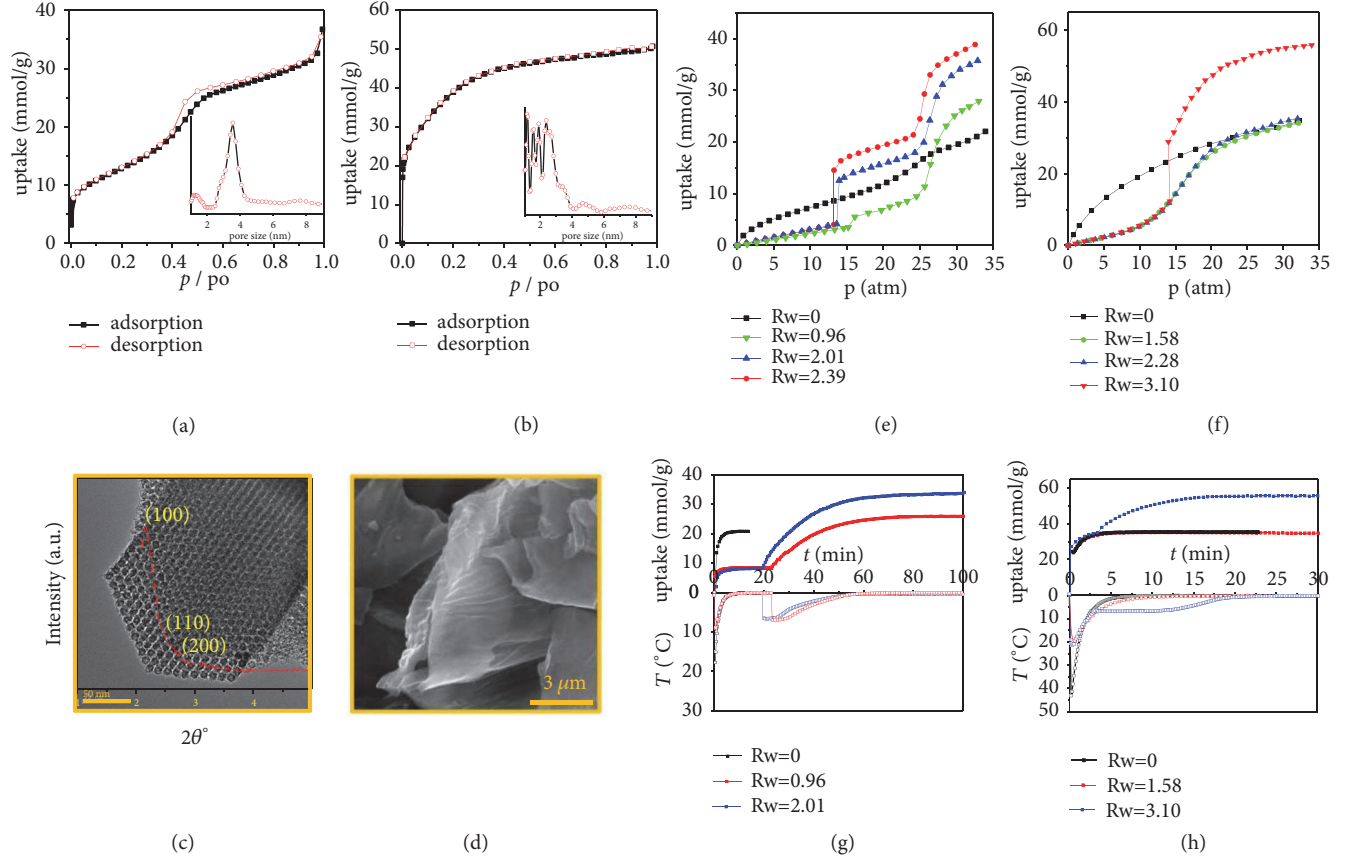 60
50
40
30
20
10
0
uptake (mmol/g)
2 4 6 8
pore size (nm)
0.0 0.2 0.4 0.6 0.8 1.0
p / po
adsorption
desorption
(a)
40
30
20
10
0
uptake (mmol/g)
2 4 6 8
pore size (nm)
0.0 0.2 0.4 0.6 0.8 1.0
p / po
adsorption
desorption
(b)
40
30
20
10
0
uptake (mmol/g)
0 5 10 15 20 25 30 35
p (atm)
Rw=0
Rw=0.96
Rw=2.01
Rw=2.39
(e)
60
40
20
0
uptake (mmol/g)
0 5 10 15 20 25 30 35
p (atm)
Rw=0
Rw=1.58
Rw=2.28
Rw=3.10
(f)
Intensity (a.u.)
(100)
(110)
(200)
50 nm
1 2 3 4
2θ°
(c)
3 μm
(d)
40
30
20
10
0
uptake (mmol/g)
t (min)
0 20 40 60 80 100
10
20
30
T (°C)
Rw=0
Rw=0.96
Rw=2.01
(g)
60
40
20
0
uptake (mmol/g)
t (min)
0 5 10 15 20 25 30
10
20
30
40
50
T (°C)
Rw=0
Rw=1.58
Rw=3.10
(h)